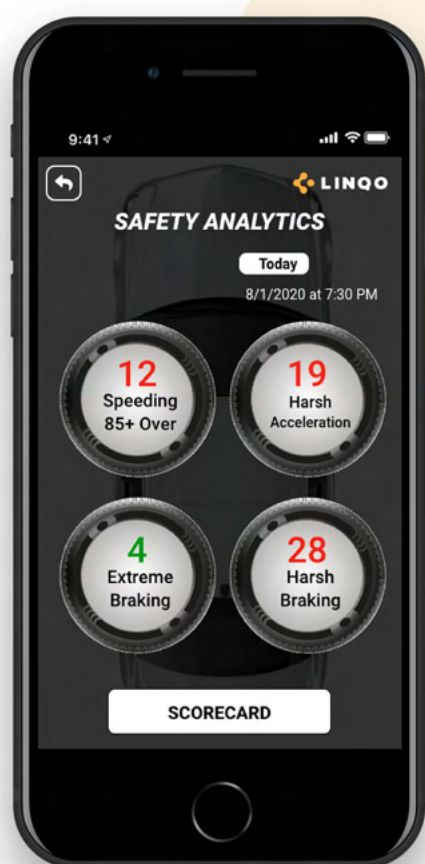 9:41
LINQO
SAFETY ANALYTICS
Today
8/1/2020 at 7:30 PM
12
Speeding
85+ Over
19
Harsh
Acceleration
4
Extreme
Braking
28
Harsh
Braking
SCORECARD